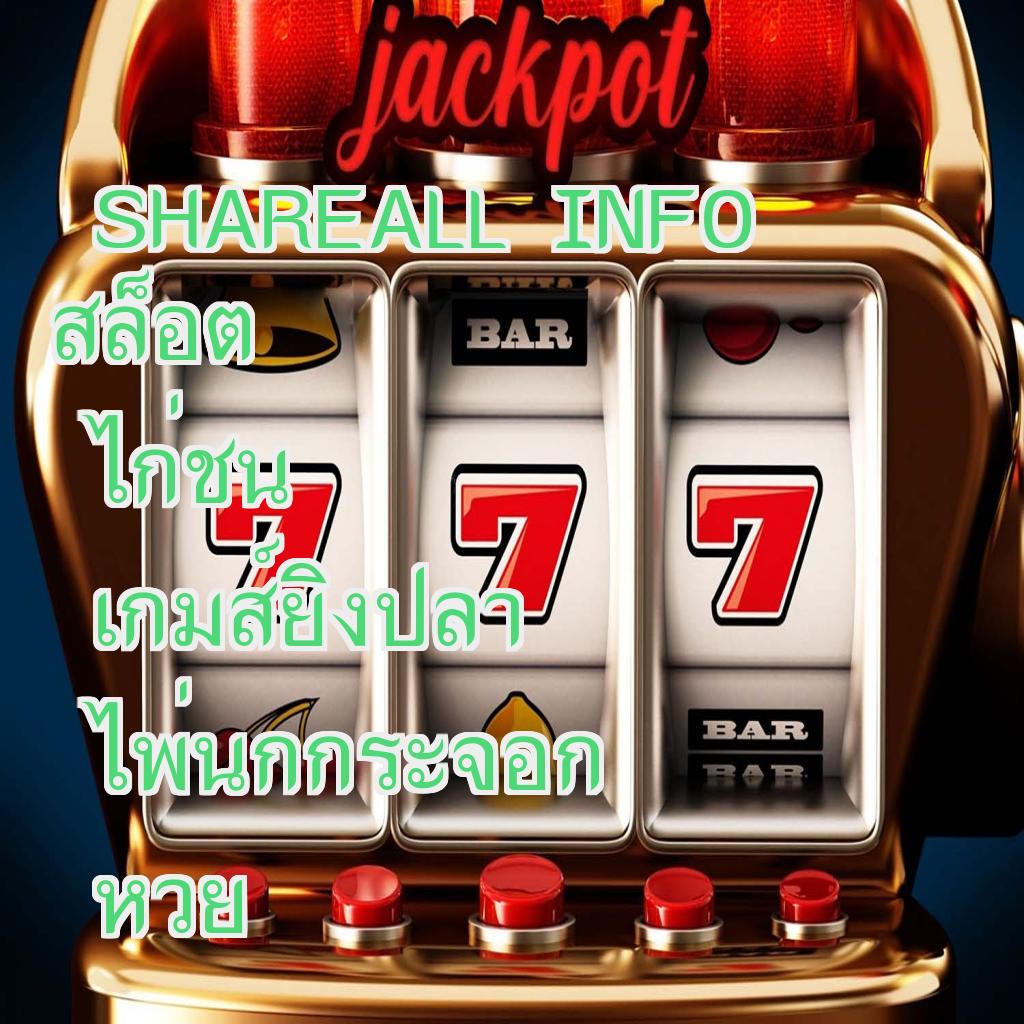 jackpot
SHAREALL INFO
สล็อต
BAR
ไก่ชน
7 7 7
เกมส์ยิงปลา
ไพ่นกกระจอก
BAR
BAR
หวย